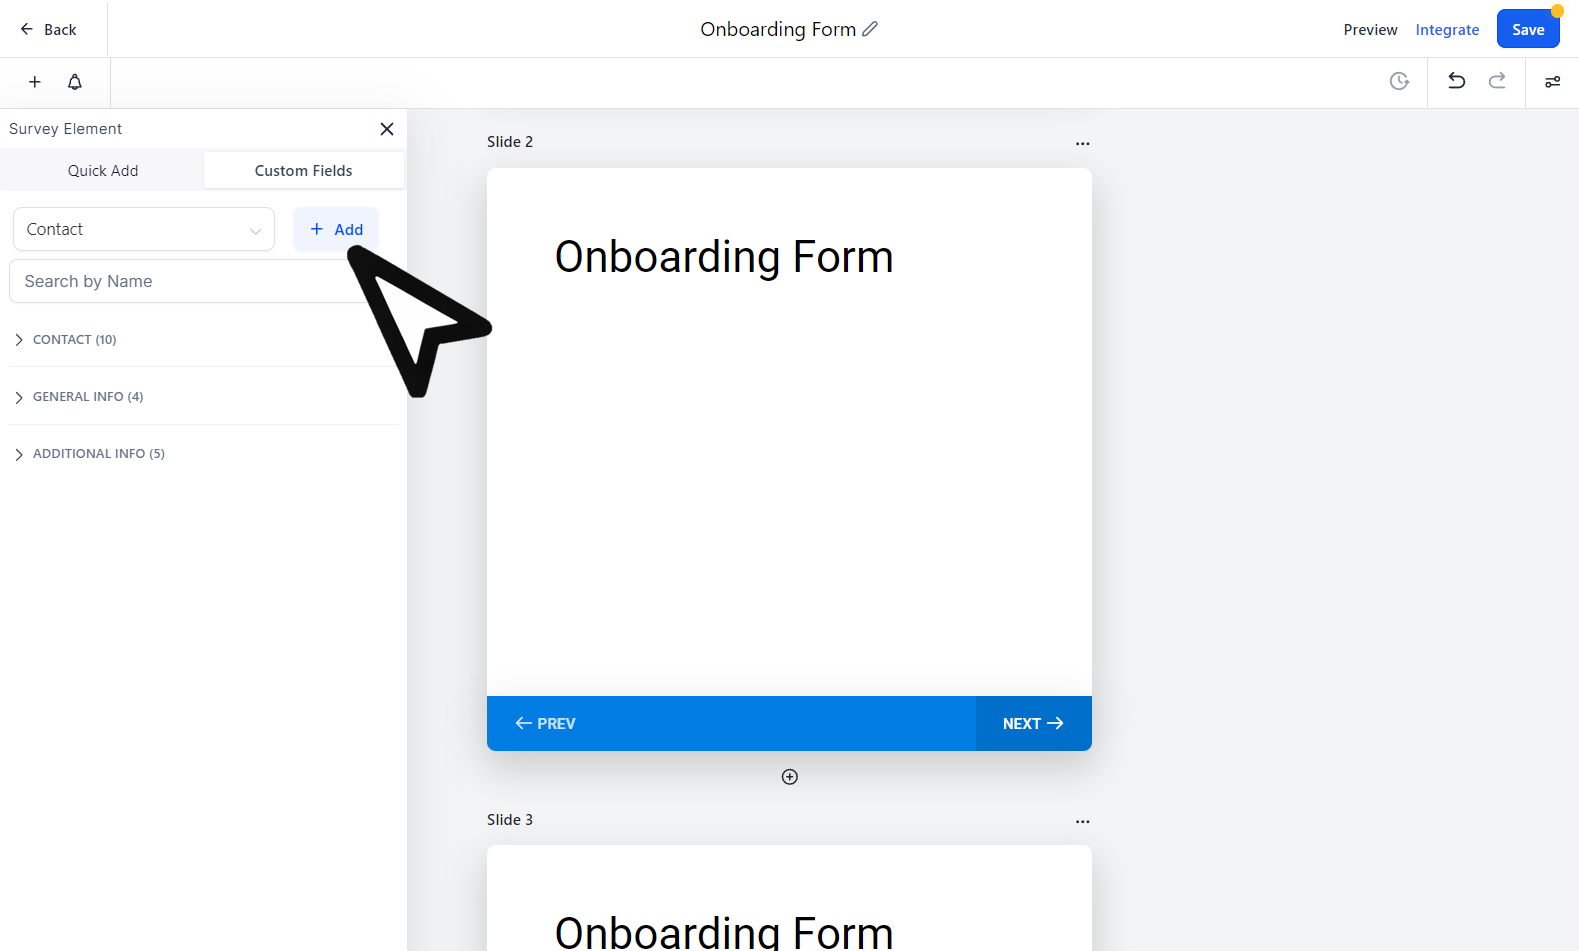 Back
Onboarding Form
Preview
Integrate
Save
Survey Element
Quick Add
Custom Fields
Contact
+ Add
Search by Name
CONTACT (10)
GENERAL INFO (4)
ADDITIONAL INFO (5)
Slide 2
Onboarding Form
PREV
NEXT
Slide 3
Onboarding Form